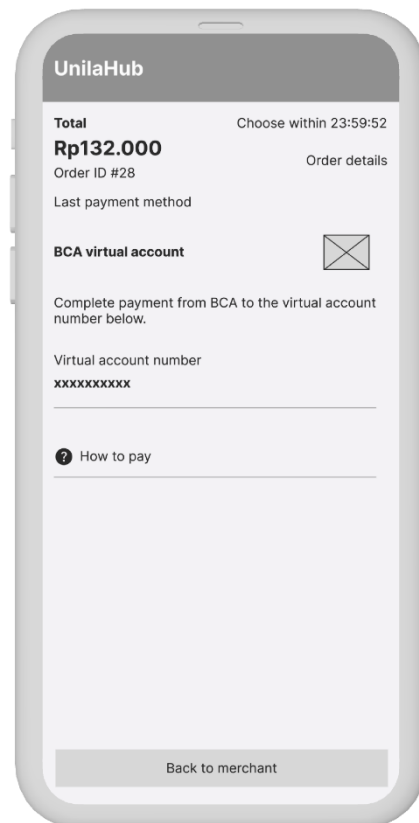 UnilaHub
Total
Choose within 23:59:52
Rp132.000
Order details
Order ID #28
Last payment method
BCA virtual account
Complete payment from BCA to the virtual account
number below.
Virtual account number
xxxxxxxxxx
? How to pay
Back to merchant